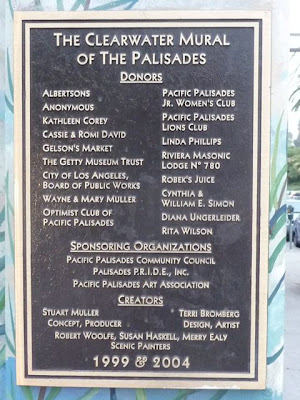 The Clearwater Mural
of The Palisades
Donors
Albertsons
Anonymous
Kathleen Corey
Cassie & Romi David
Gelson's Market
The Getty Museum Trust
City of Los Angeles,
Board of Public Works
Wayne & Mary Muller
Optimist Club of
Pacific Palisades
Pacific Palisades
Jr. Women's Club
Pacific Palisades
Lions Club
Linda Phillips
Riviera Masonic
Lodge Nº 780
Robek's Juice
Cynthia &
William E. Simon
Diana Ungerleider
Rita Wilson
Sponsoring Organizations
Pacific Palisades Community Council
Palisades P.R.I.D.E., Inc.
Pacific Palisades Art Association
Creators
Stuart Muller
Concept, Producer
Terri Bromberg
Design, Artist
Robert Woolfe, Susan Haskell, Merry Ealy
Scenic Painters
1999 & 2004